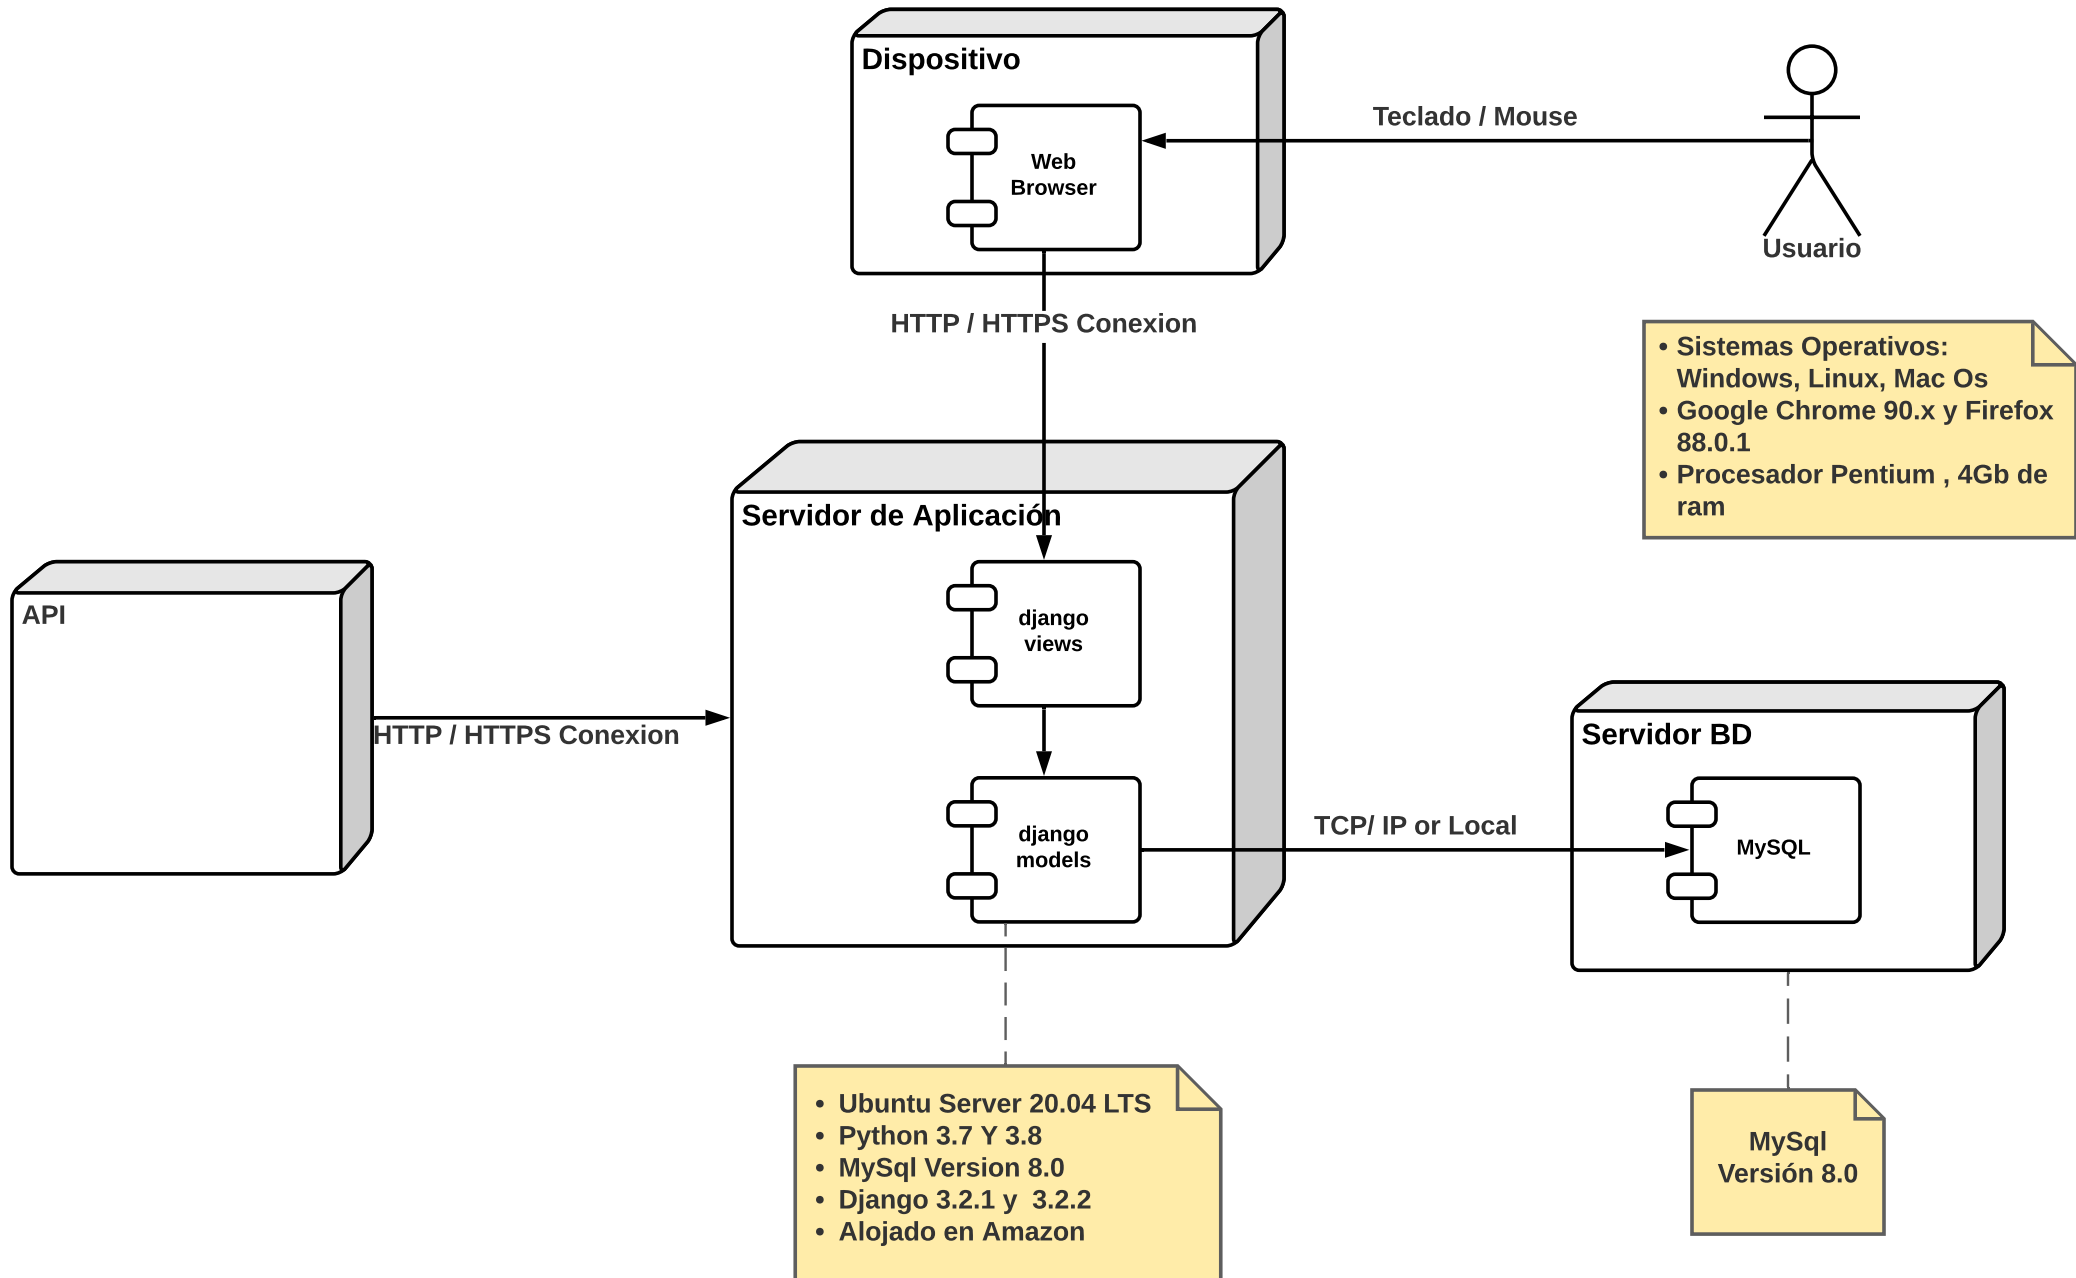 Dispositivo
Web
Browser
Teclado / Mouse
Usuario
HTTP / HTTPS Conexion
• Sistemas Operativos:
Windows, Linux, Mac Os
• Google Chrome 90.x y Firefox
88.0.1
• Procesador Pentium , 4Gb de
ram
Servidor de Aplicación
django
views
API
HTTP / HTTPS Conexion
django
models
TCP/ IP or Local
Servidor BD
MySQL
• Ubuntu Server 20.04 LTS
• Python 3.7 Y 3.8
• MySql Version 8.0
• Django 3.2.1 y  3.2.2
• Alojado en Amazon
MySql
Versión 8.0